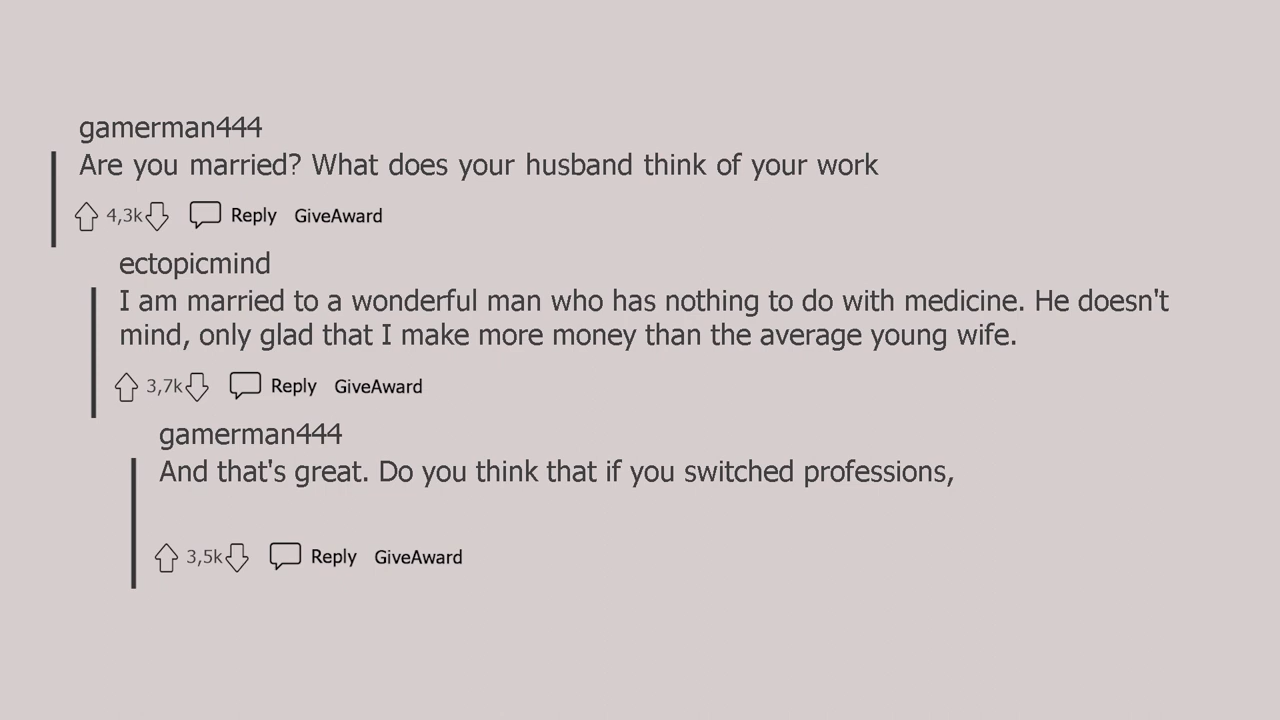 gamerman444
Are you married? What does your husband think of your work
4,3k Reply GiveAward
ectopicmind
I am married to a wonderful man who has nothing to do with medicine. He doesn't
mind, only glad that I make more money than the average young wife.
3,7k Reply GiveAward
gamerman444
And that's great. Do you think that if you switched professions,
3,5k Reply GiveAward